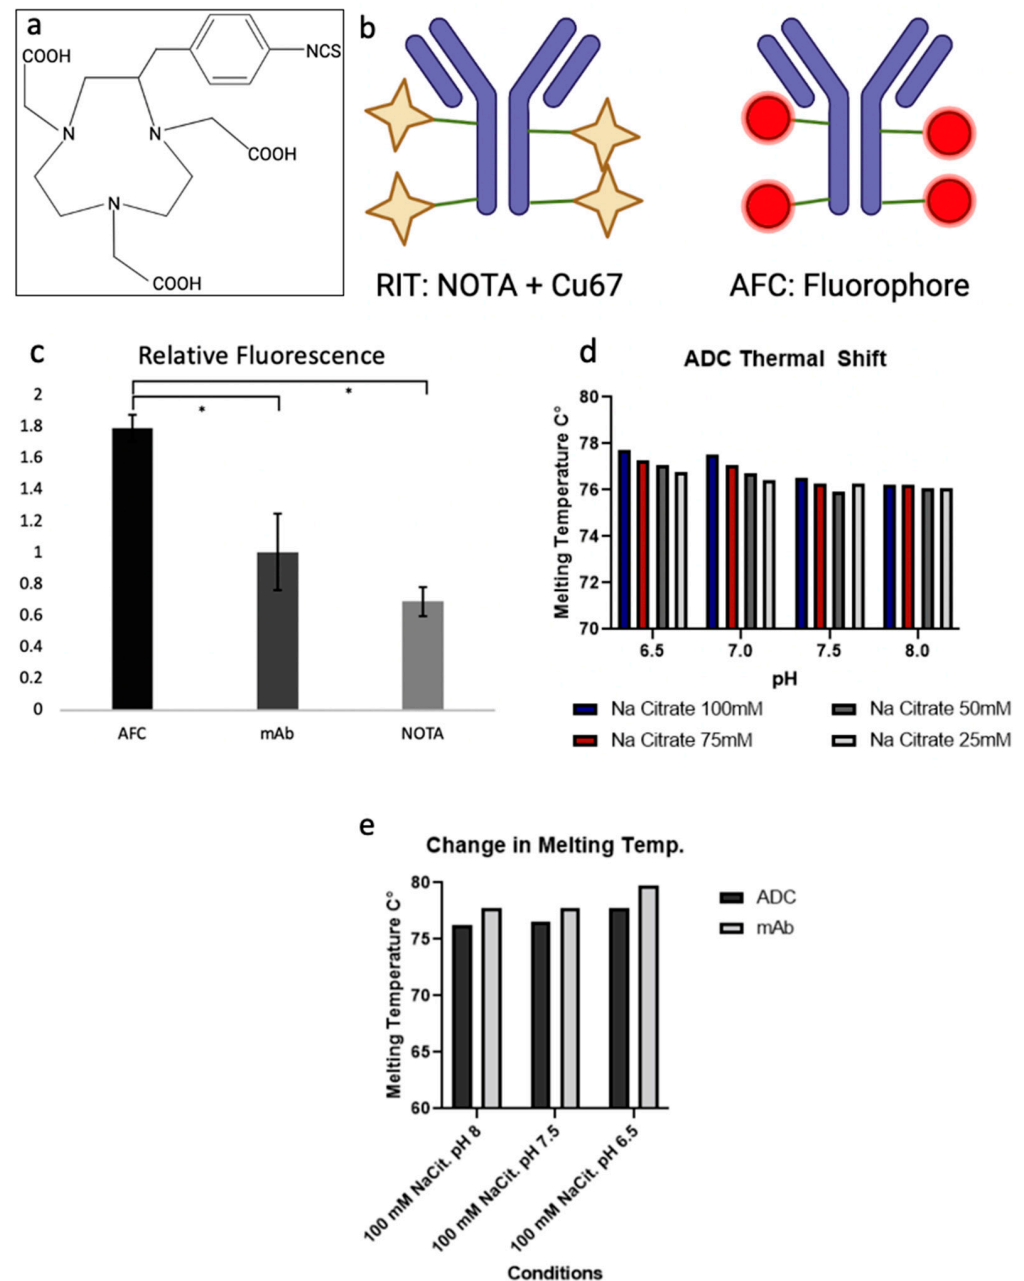 a
COOH
NCS
N
N
COOH
N
COOH
b
RIT: NOTA + Cu67
AFC: Fluorophore
c
Relative Fluorescence
2
1.8
1.6
1.4
1.2
1
0.8
0.6
0.4
0.2
0
*
*
AFC
mAb
NOTA
d
ADC Thermal Shift
Melting Temperature C°
80
78
76
74
72
70
6.5
7.0
7.5
8.0
pH
Na Citrate 100mM
Na Citrate 50mM
Na Citrate 75mM
Na Citrate 25mM
e
Change in Melting Temp.
Melting Temperature C°
80
75
70
65
60
ADC
mAb
100 mM NaCit. pH 8
100 mM NaCit. pH 7.5
100 mM NaCit. pH 6.5
Conditions